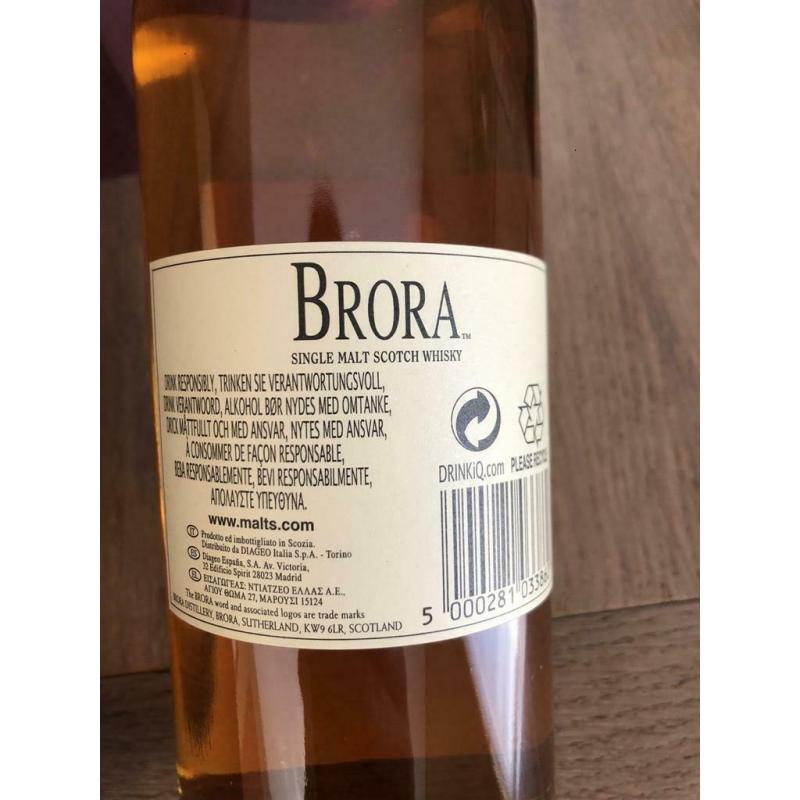 BRORA™
SINGLE MALT SCOTCH WHISKY
DRINK RESPONSIBLY, TRINKEN SIE VERANTWORTUNGSVOLL,
DRINK VERANTWOORD, ALKOHOL BØR NYDES MED OMTANKE,
DRICK MÅTTFULLT OCH MED ANSVAR, NYTES MED ANSVAR,
À CONSOMMER DE FAÇON RESPONSABLE,
BEBA RESPONSABLEMENTE, BEVI RESPONSABILMENTE,
ΑΠΟΛΑΥΣΤΕ ΥΠΕΥΘΥΝΑ.
www.malts.com
IT Prodotto ed imbottigliato in Scozia.
Distribuito da DIAGEO Italia S.p.A. - Torino
ES Diageo España, S.A. Av. Victoria,
32 Edificio Spirit 28023 Madrid
EL ΕΙΣΑΓΩΓΕΑΣ: ΝΤΙΑΤΖΕΟ ΕΛΛΑΣ Α.Ε.,
ΑΓΙΟΥ ΘΩΜΑ 27, ΜΑΡΟΥΣΙ 15124
The BRORA word and associated logos are trade marks
BRORA DISTILLERY, BRORA, SUTHERLAND, KW9 6LR, SCOTLAND
DRINKiQ.com PLEASE
5 000281 0338